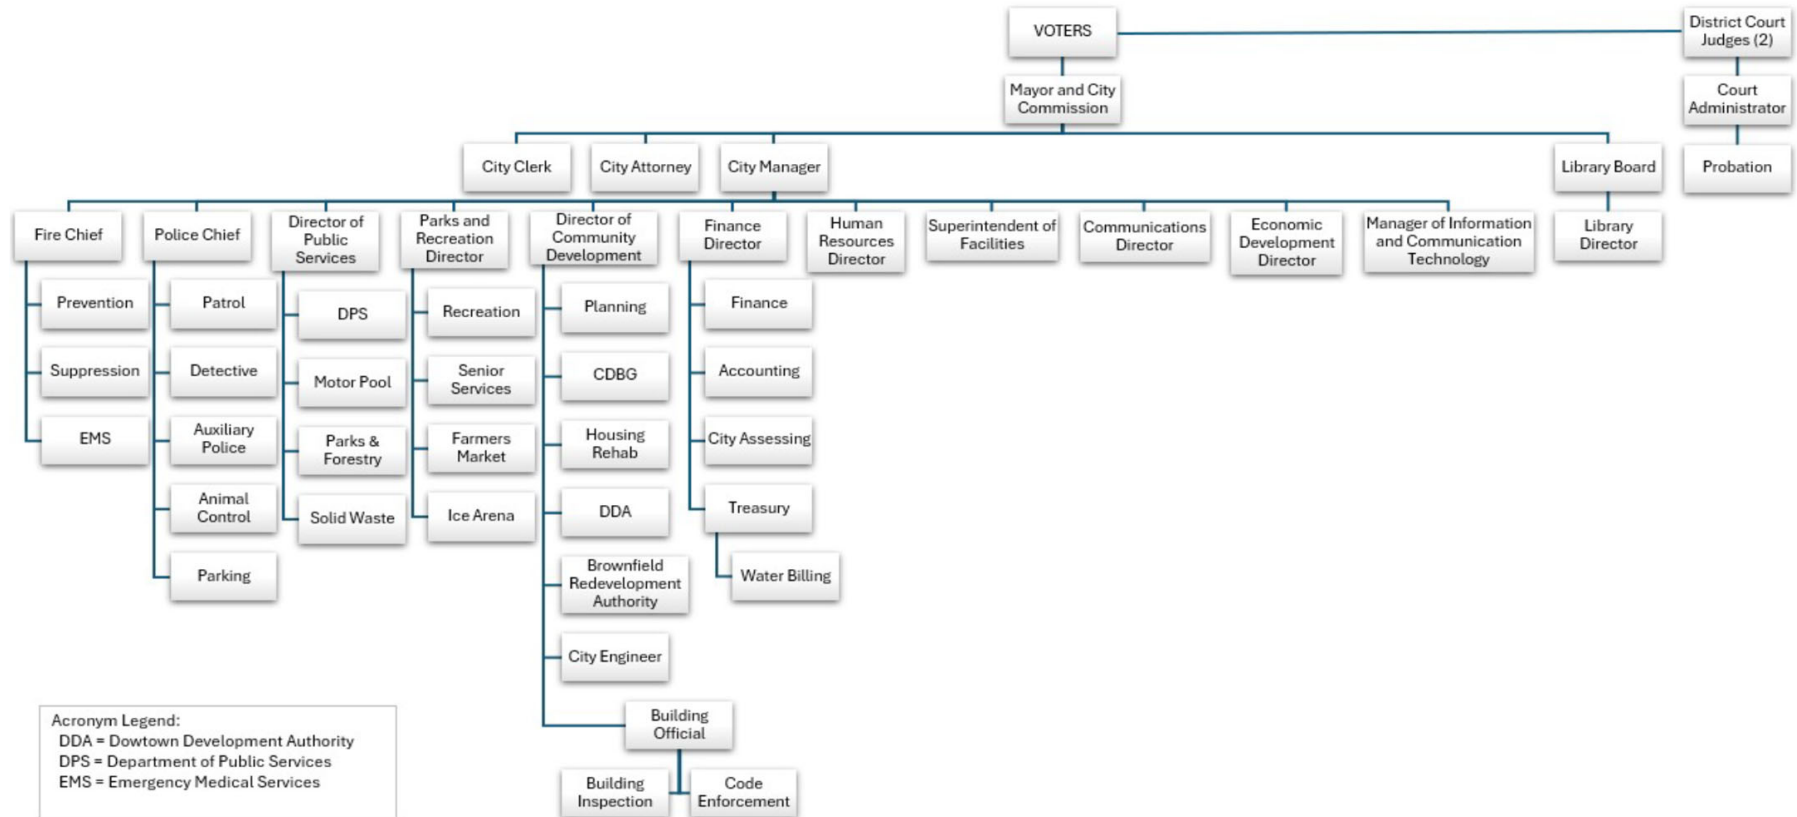 VOTERS
District Court
Judges (2)
Mayor and City
Commission
Court
Administrator
City Clerk
City Attorney
City Manager
Library Board
Probation
Fire Chief
Police Chief
Director of
Public
Services
Parks and
Recreation
Director
Director of
Community
Development
Finance
Director
Human
Resources
Director
Superintendent of
Facilities
Communications
Director
Economic
Development
Director
Manager of Information
and Communication
Technology
Library
Director
Prevention
Suppression
EMS
Patrol
Detective
Auxiliary
Police
Animal
Control
Parking
DPS
Motor Pool
Parks &
Forestry
Solid Waste
Recreation
Senior
Services
Farmers
Market
Ice Arena
Planning
CDBG
Housing
Rehab
DDA
Brownfield
Redevelopment
Authority
City Engineer
Building
Official
Building
Inspection
Code
Enforcement
Finance
Accounting
City Assessing
Treasury
Water Billing
Acronym Legend:
DDA = Dowtown Development Authority
DPS = Department of Public Services
EMS = Emergency Medical Services